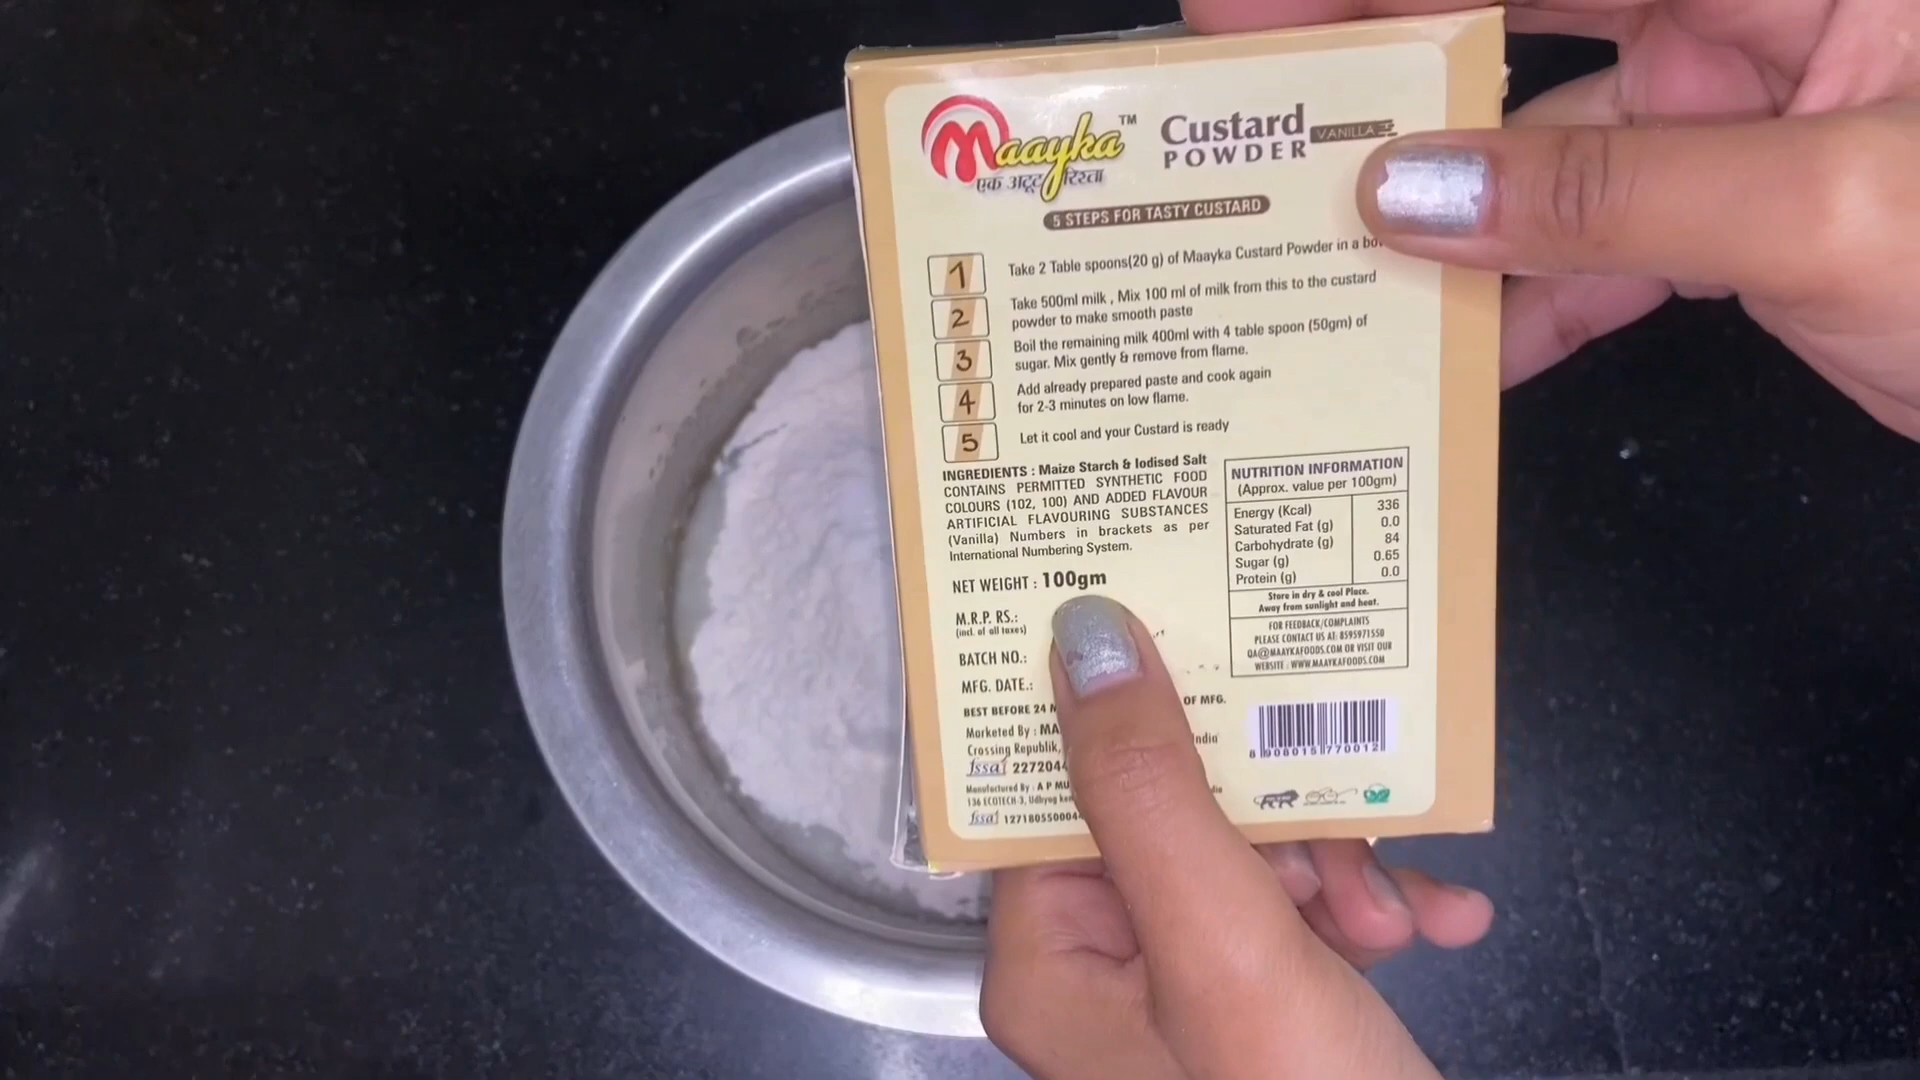 Maayka™
एक अटूट रिश्ता
Custard
POWDER
VANILLA
5 STEPS FOR TASTY CUSTARD
1 Take 2 Table spoons(20 g) of Maayka Custard Powder in a
2 Take 500ml milk , Mix 100 ml of milk from this to the custard
powder to make smooth paste
3 Boil the remaining milk 400ml with 4 table spoon (50gm) of
sugar. Mix gently & remove from flame.
4 Add already prepared paste and cook again
for 2-3 minutes on low flame.
5 Let it cool and your Custard is ready
INGREDIENTS : Maize Starch & Iodised Salt
CONTAINS PERMITTED SYNTHETIC FOOD
COLOURS (102, 100) AND ADDED FLAVOUR
ARTIFICIAL FLAVOURING SUBSTANCES
(Vanilla) Numbers in brackets as per
International Numbering System.
NET WEIGHT : 100gm
M.R.P. RS.:
(incl. of all taxes)
BATCH NO.:
MFG. DATE.:
BEST BEFORE 24 OF MFG.
Marketed By : India
Crossing Republik,
fssai 227204
Manufactured By : A P
136 ECOTECH-3, Udhyog
fssai 12718055000
NUTRITION INFORMATION
(Approx. value per 100gm)
Energy (Kcal) 336
Saturated Fat (g) 0.0
Carbohydrate (g) 84
Sugar (g) 0.65
Protein (g) 0.0
Store in dry & cool Place.
Away from sunlight and heat.
FOR FEEDBACK/COMPLAINTS
PLEASE CONTACT US AT: 8595971550
QA@MAAYKAFOODS.COM OR VISIT OUR
WEBSITE : WWW.MAAYKAFOODS.COM
8 908015 770012